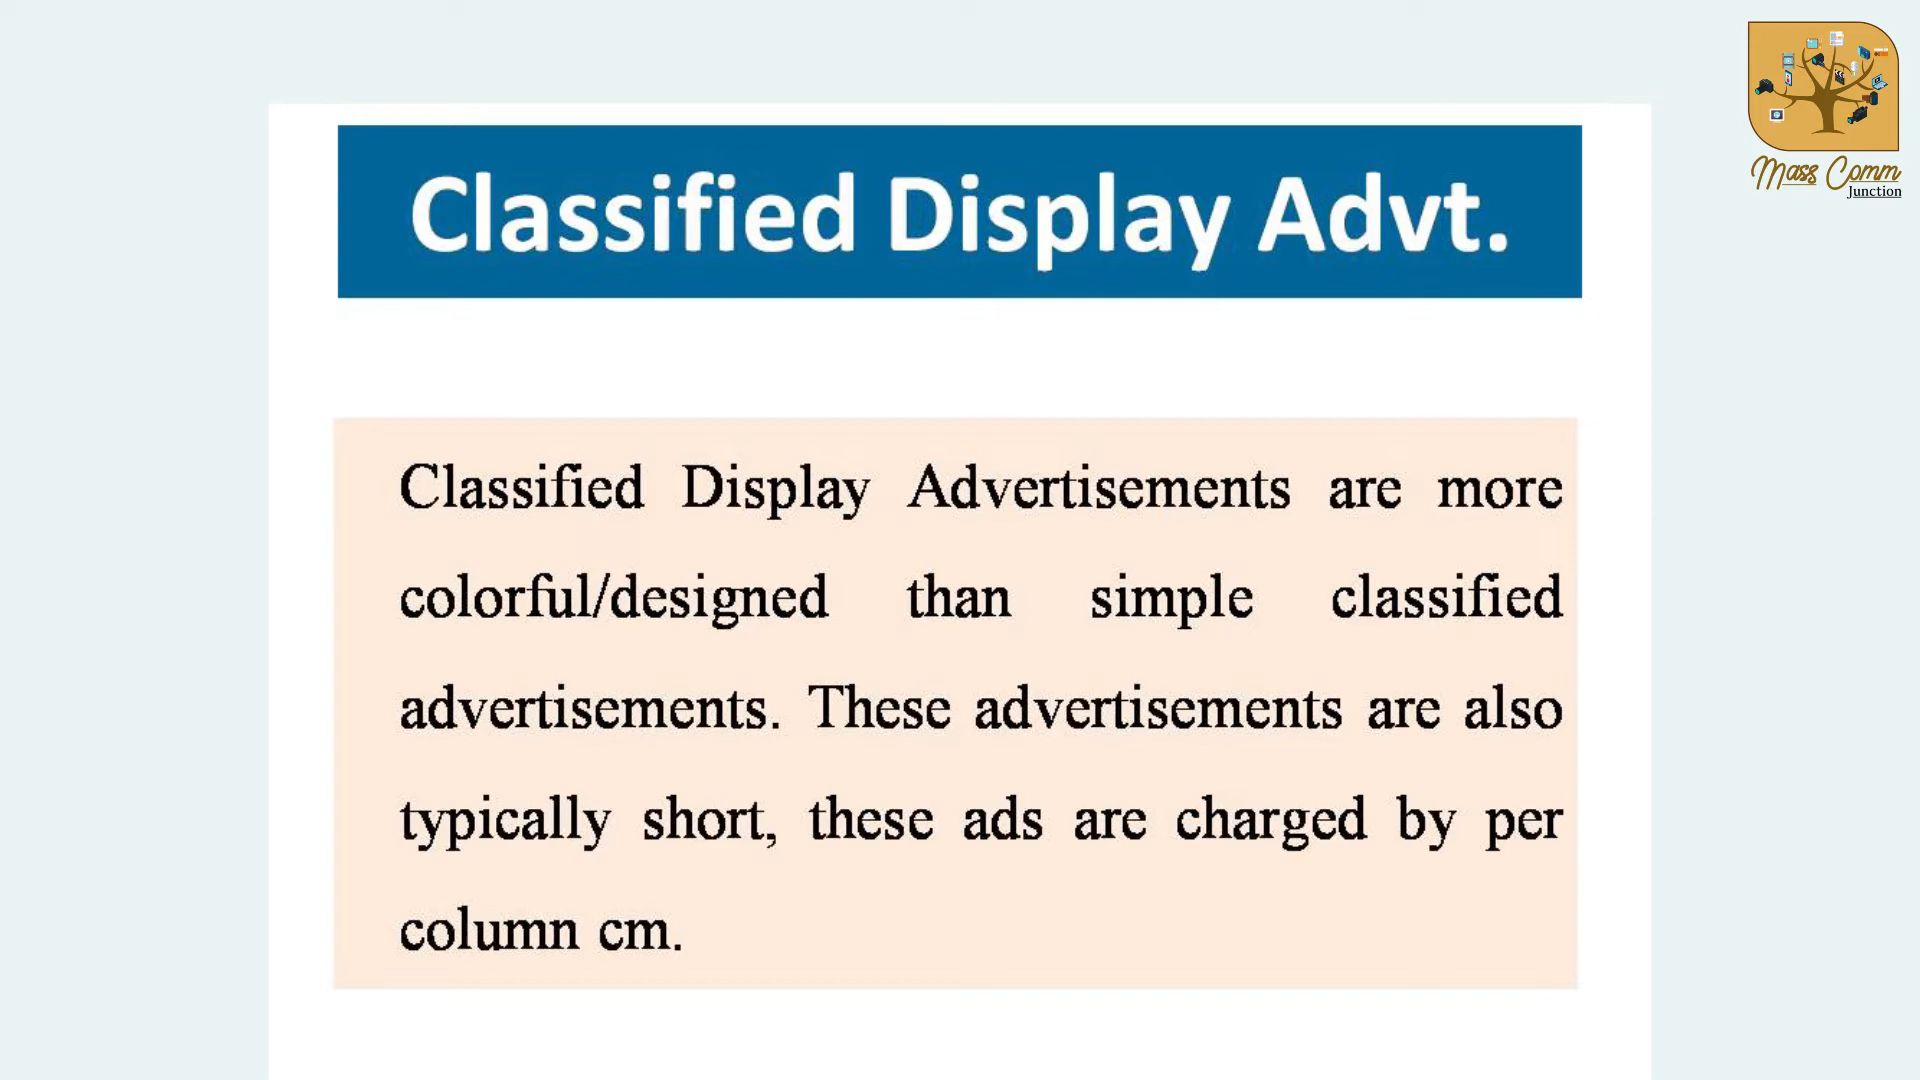 Mass Comm
Junction
Classified Display Advt.
Classified Display Advertisements are more
colorful/designed than simple classified
advertisements. These advertisements are also
typically short, these ads are charged by per
column cm.